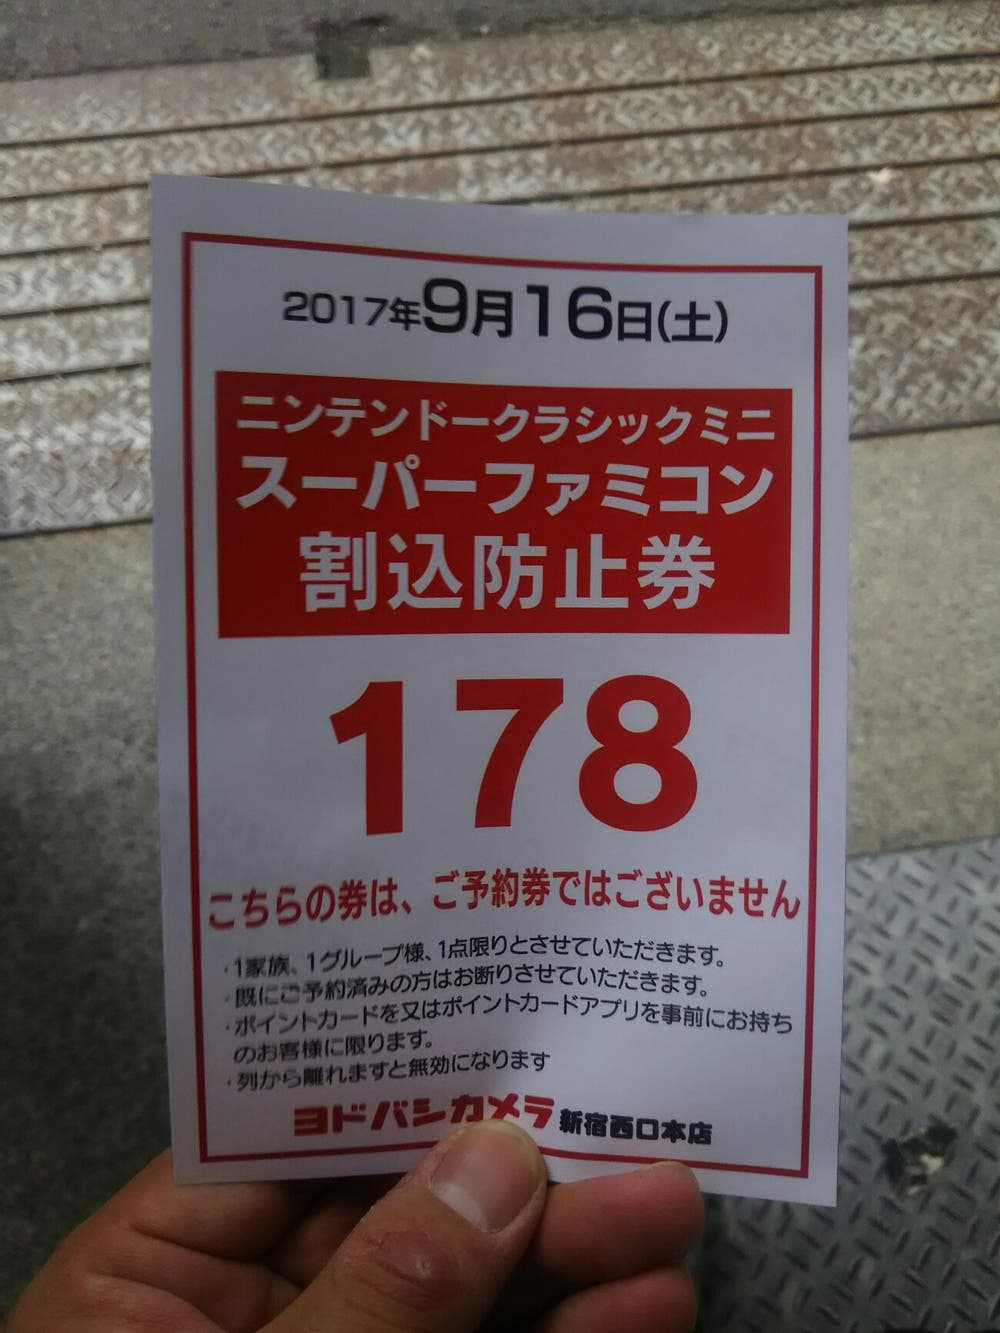 2017年9月16日(土)
ニンテンドークラシックミニ
スーパーファミコン
割込防止券
178
こちらの券は、ご予約券ではございません
・1家族、1グループ様、1点限りとさせていただきます。
・既にご予約済みの方はお断りさせていただきます。
・ポイントカードを又はポイントカードアプリを事前にお持ち
のお客様に限ります。
・列から離れますと無効になります
ヨドバシカメラ 新宿西口本店